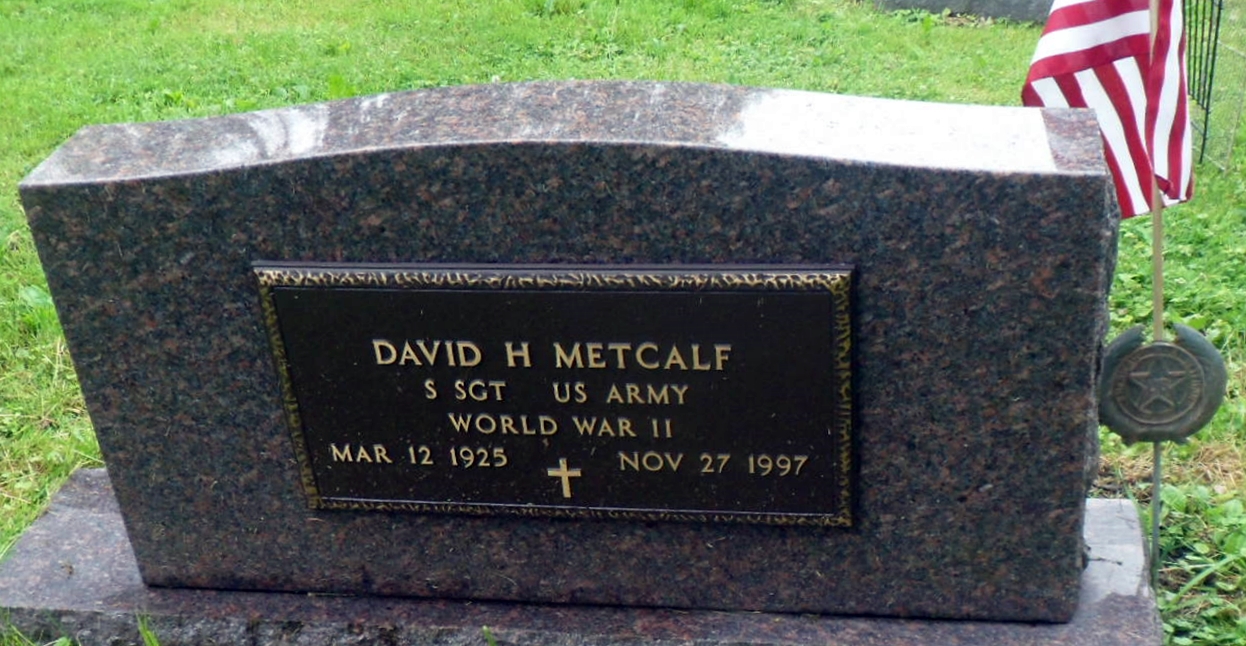 DAVID H METCALF
S SGT US ARMY
WORLD WAR II
MAR 12 1925 NOV 27 1997